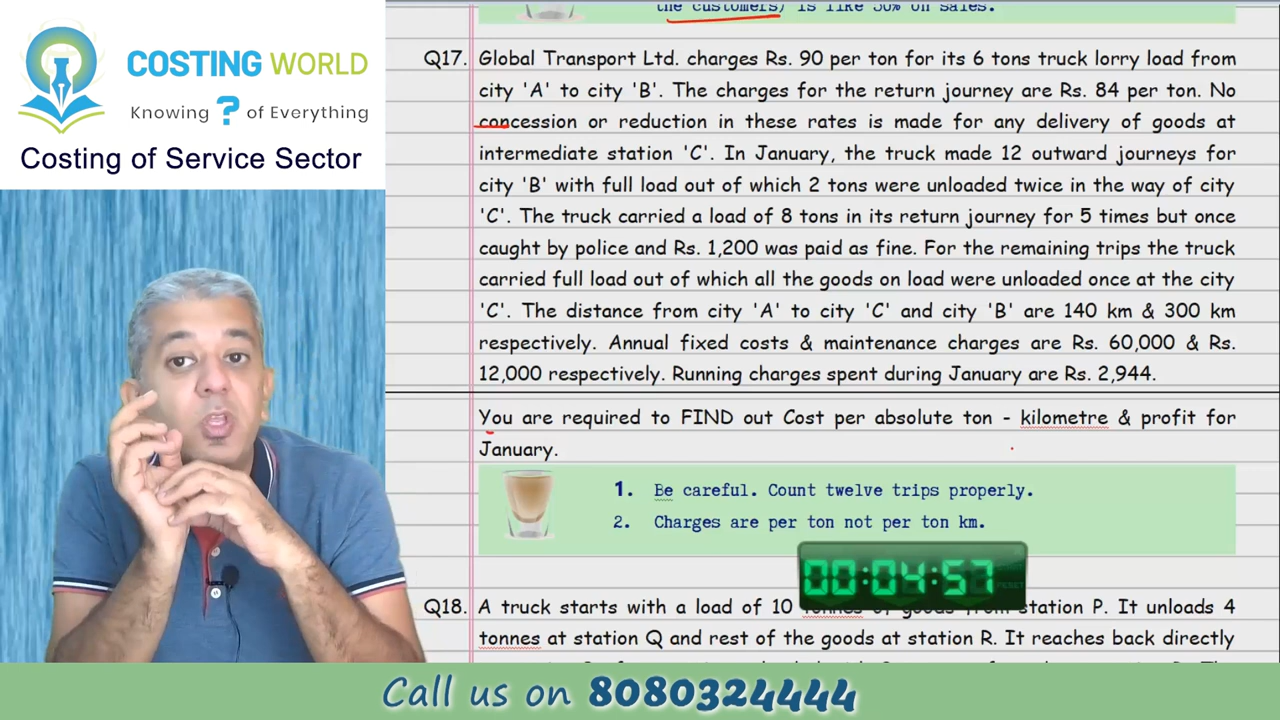 the customers) is like 50% on sales.
COSTING WORLD
Knowing ? of Everything
Costing of Service Sector
Q17. Global Transport Ltd. charges Rs. 90 per ton for its 6 tons truck lorry load from
city 'A' to city 'B'. The charges for the return journey are Rs. 84 per ton. No
concession or reduction in these rates is made for any delivery of goods at
intermediate station 'C'. In January, the truck made 12 outward journeys for
city 'B' with full load out of which 2 tons were unloaded twice in the way of city
'C'. The truck carried a load of 8 tons in its return journey for 5 times but once
caught by police and Rs. 1,200 was paid as fine. For the remaining trips the truck
carried full load out of which all the goods on load were unloaded once at the city
'C'. The distance from city 'A' to city 'C' and city 'B' are 140 km & 300 km
respectively. Annual fixed costs & maintenance charges are Rs. 60,000 & Rs.
12,000 respectively. Running charges spent during January are Rs. 2,944.
You are required to FIND out Cost per absolute ton - kilometre & profit for
January.
1. Be careful. Count twelve trips properly.
2. Charges are per ton not per ton km.
00:04:57
Q18. A truck starts with a load of 10 station P. It unloads 4
tonnes at station Q and rest of the goods at station R. It reaches back directly
Call us on 8080324444